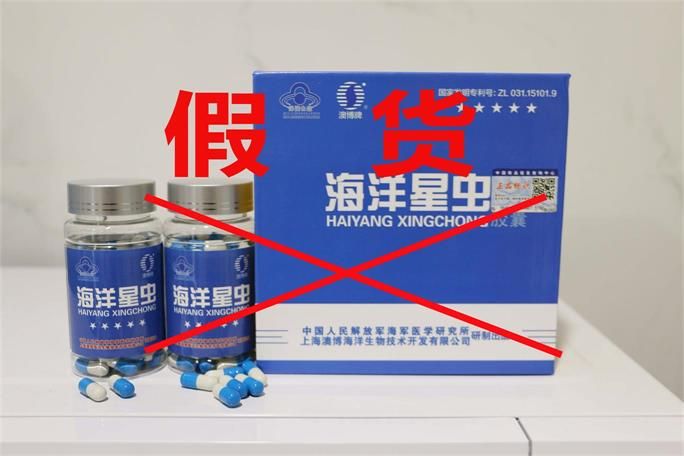 假 货
国家发明专利号: ZL 031.15101.9
澳博牌
海洋星虫
HAIYANG XINGCHONG
胶囊
中国人民解放军海军医学研究所
上海澳博海洋生物技术开发有限公司
研制出
海洋星虫
HAIYANG XINGCHONG
海洋星虫
HAIYANG XINGCHONG